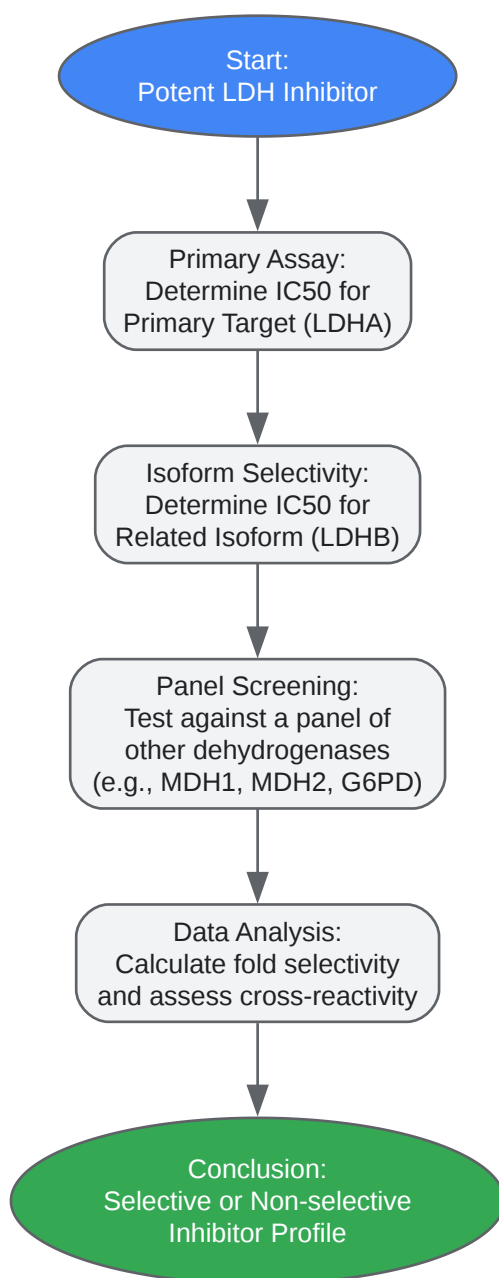 Start:
Potent LDH Inhibitor
Primary Assay:
Determine IC50 for
Primary Target (LDHA)
Isoform Selectivity:
Determine IC50 for
Related Isoform (LDHB)
Panel Screening:
Test against a panel of
other dehydrogenases
(e.g., MDH1, MDH2, G6PD)
Data Analysis:
Calculate fold selectivity
and assess cross-reactivity
Conclusion:
Selective or Non-selective
Inhibitor Profile